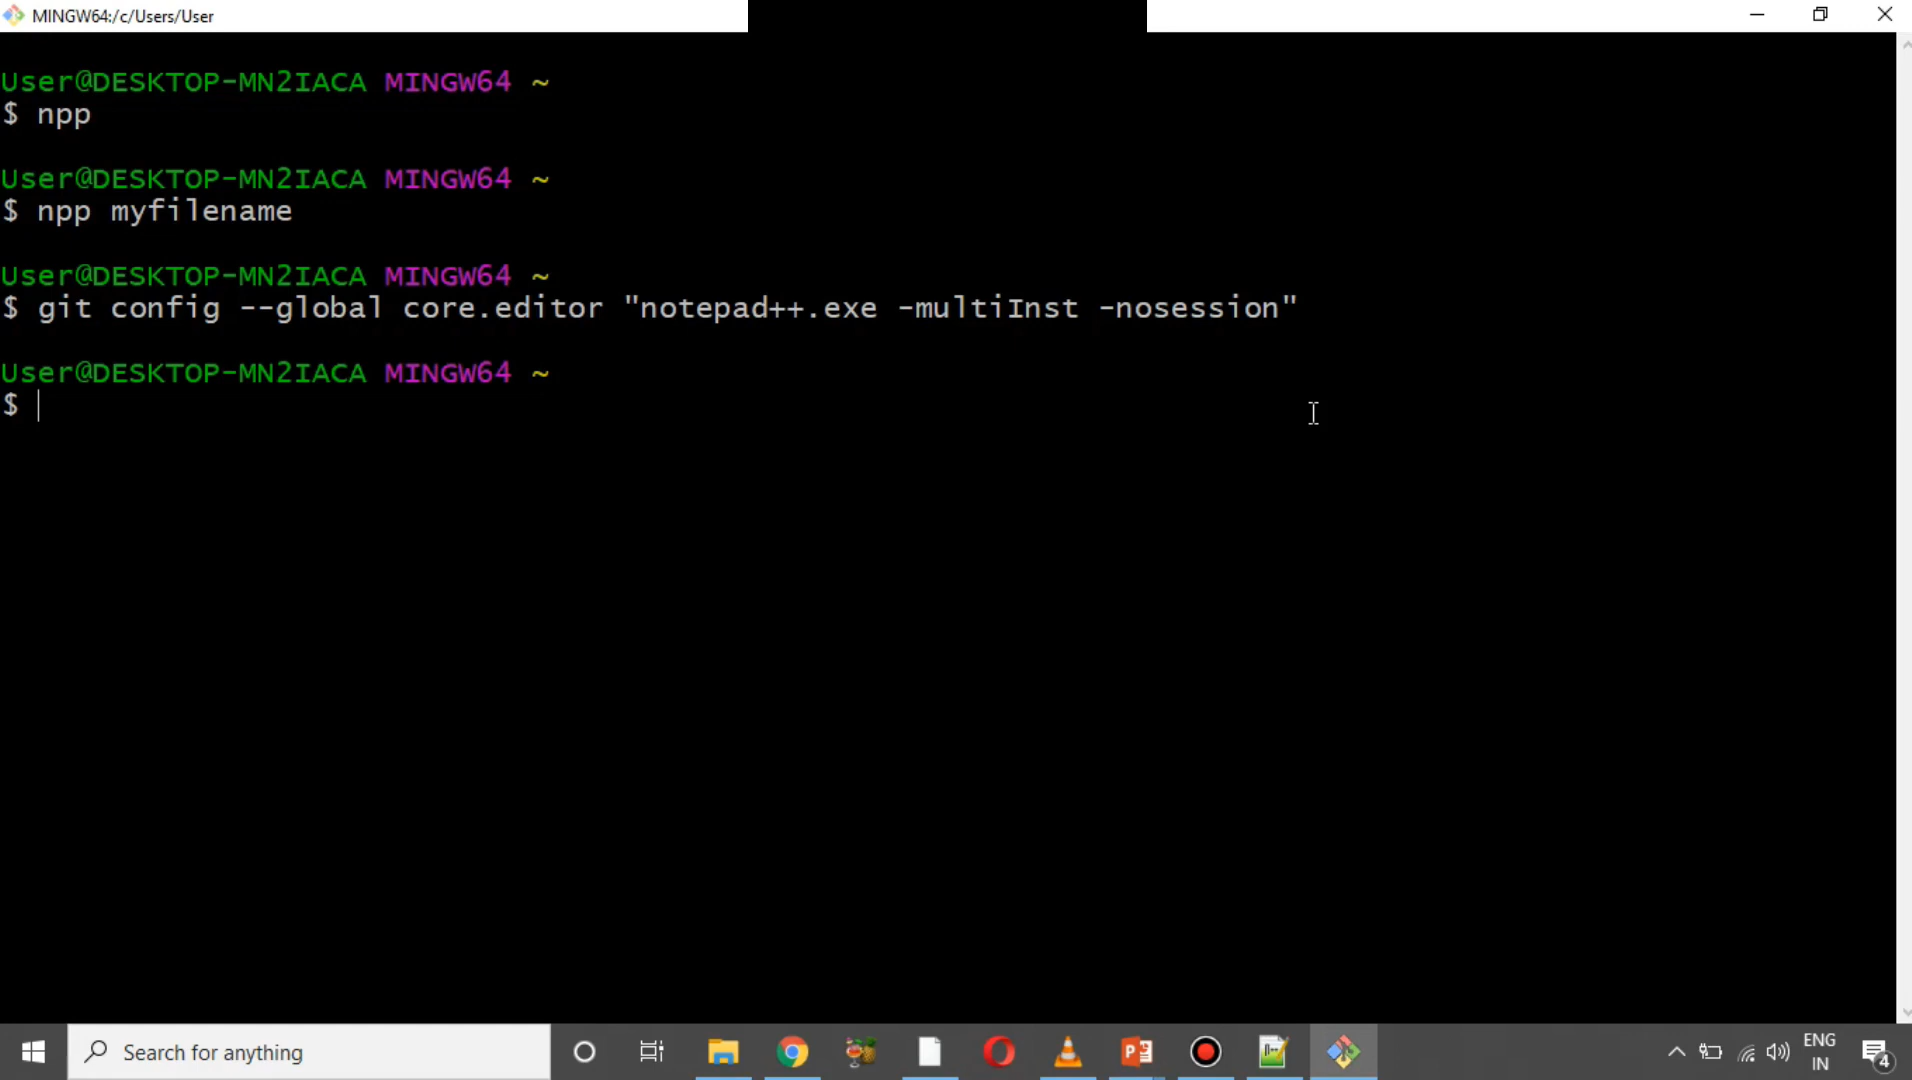 MINGW64:/c/Users/User
User@DESKTOP-MN2IACA MINGW64 ~
$ npp
User@DESKTOP-MN2IACA MINGW64 ~
$ npp myfilename
User@DESKTOP-MN2IACA MINGW64 ~
$ git config --global core.editor "notepad++.exe -multiInst -nosession"
User@DESKTOP-MN2IACA MINGW64 ~
$
Search for anything
ENG
IN
4